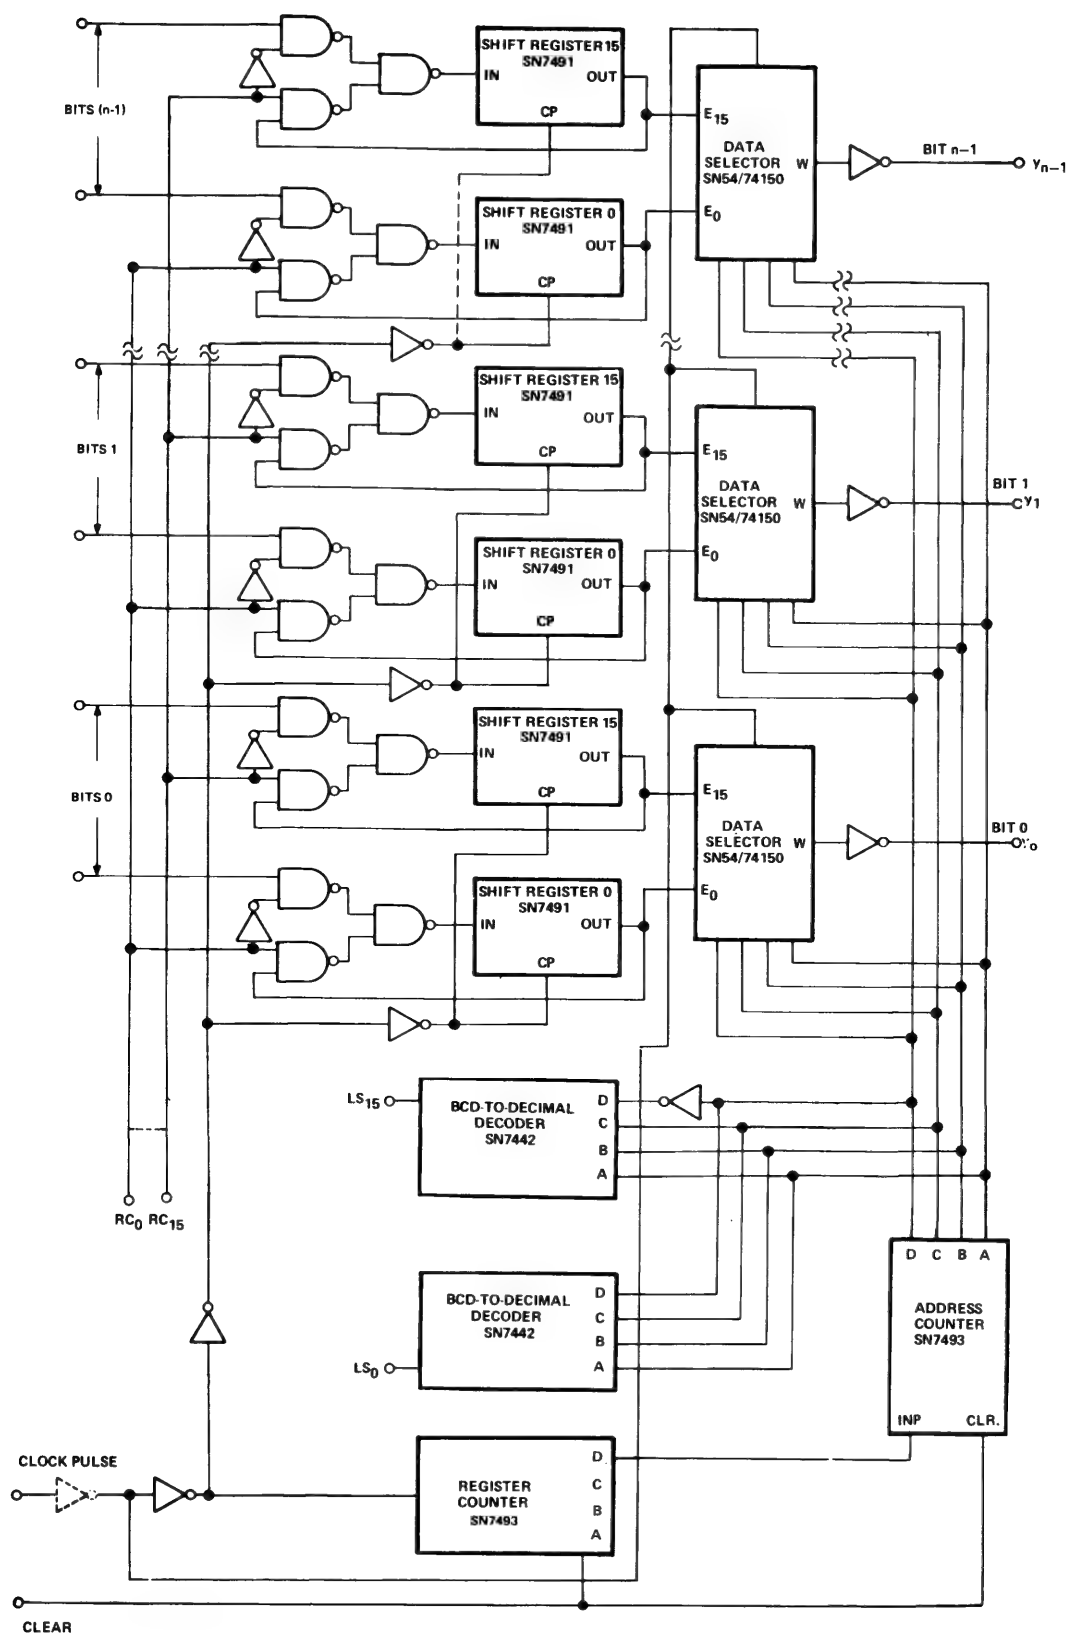 SHIFT REGISTER 15
SN7491
IN
OUT
CP
BITS (n-1)
E15
DATA
SELECTOR
SN54/74150
W
E0
BIT n–1
yn–1
SHIFT REGISTER 0
SN7491
IN
OUT
CP
SHIFT REGISTER 15
SN7491
IN
OUT
CP
BITS 1
E15
DATA
SELECTOR
SN54/74150
W
E0
BIT 1
y1
SHIFT REGISTER 0
SN7491
IN
OUT
CP
SHIFT REGISTER 15
SN7491
IN
OUT
CP
BITS 0
E15
DATA
SELECTOR
SN54/74150
W
E0
BIT 0
yo
SHIFT REGISTER 0
SN7491
IN
OUT
CP
LS15
BCD-TO-DECIMAL
DECODER
SN7442
D
C
B
A
RC0 RC15
D C B A
ADDRESS
COUNTER
SN7493
INP CLR.
BCD-TO-DECIMAL
DECODER
SN7442
D
C
B
A
LS0
CLOCK PULSE
REGISTER
COUNTER
SN7493
D
C
B
A
CLEAR